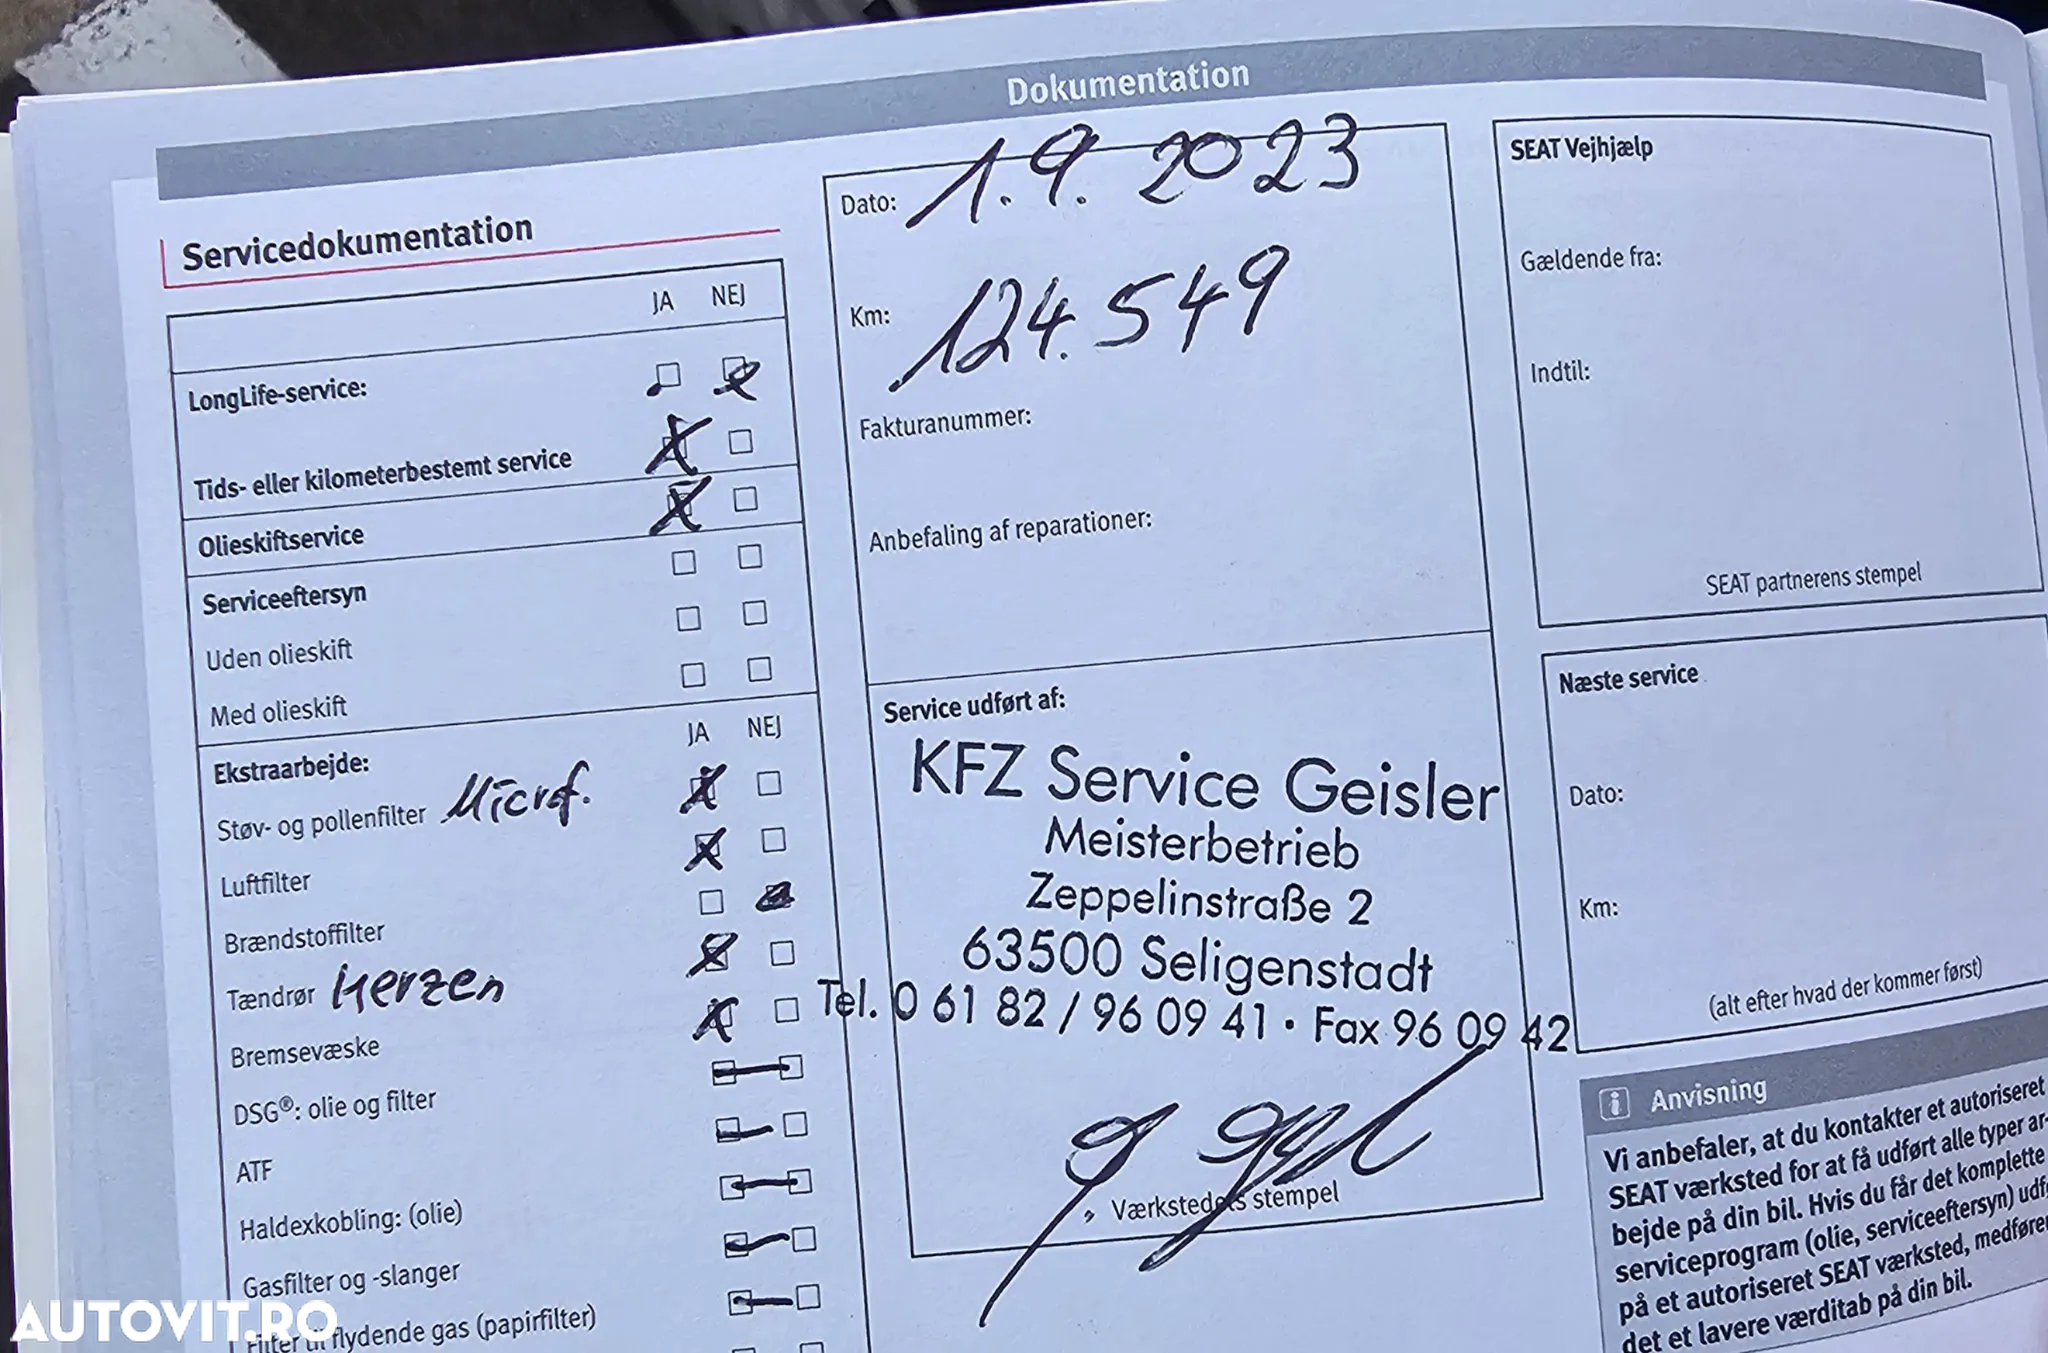 Dokumentation
Servicedokumentation
JA NEJ
LongLife-service:
Tids- eller kilometerbestemt service
Olieskiftservice
Serviceeftersyn
Uden olieskift
Med olieskift
JA NEJ
Ekstraarbejde:
Støv- og pollenfilter Microf.
Luftfilter
Brændstoffilter
Tændrør Kerzen
Bremsevæske
DSG®: olie og filter
ATF
Haldexkobling: (olie)
Gasfilter og -slanger
Filter til flydende gas (papirfilter)
Dato: 1.9.2023
Km: 124.549
Fakturanummer:
Anbefaling af reparationer:
Service udført af:
KFZ Service Geisler
Meisterbetrieb
Zeppelinstraße 2
63500 Seligenstadt
Tel. 0 61 82 / 96 09 41 • Fax 96 09 42
Værkstedets stempel
SEAT Vejhjælp
Gældende fra:
Indtil:
SEAT partnerens stempel
Næste service
Dato:
Km:
(alt efter hvad der kommer først)
i Anvisning
Vi anbefaler, at du kontakter et autoriseret
SEAT værksted for at få udført alle typer ar-
bejde på din bil. Hvis du får det komplette
serviceprogram (olie, serviceeftersyn) udf
på et autoriseret SEAT værksted, medføre
det et lavere værditab på din bil.
AUTOVIT.RO